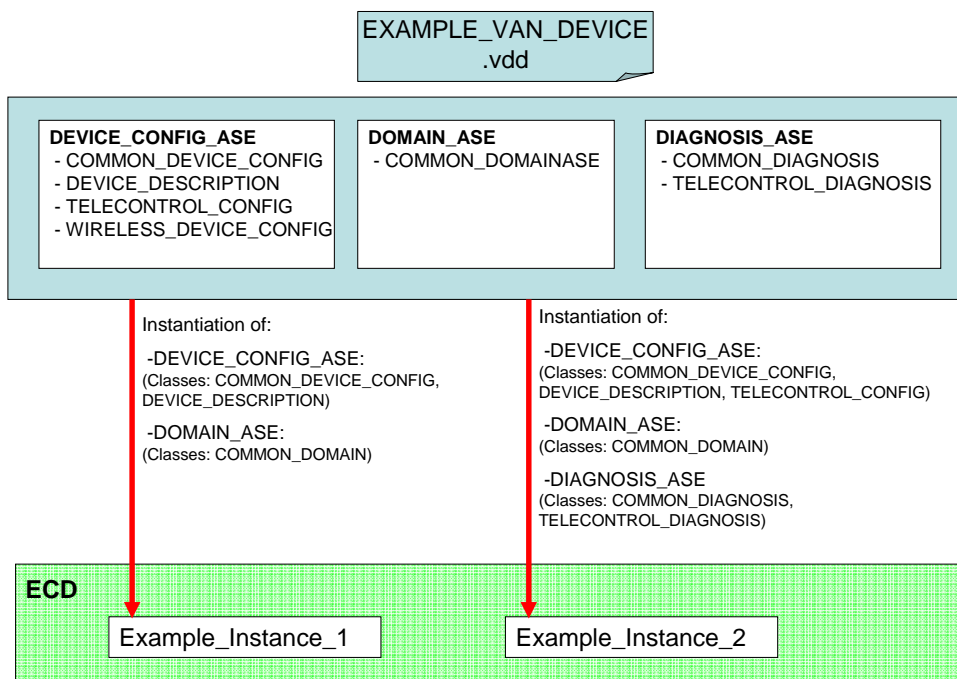 EXAMPLE_VAN_DEVICE
.vdd
DEVICE_CONFIG_ASE
- COMMON_DEVICE_CONFIG
- DEVICE_DESCRIPTION
- TELECONTROL_CONFIG
- WIRELESS_DEVICE_CONFIG
DOMAIN_ASE
- COMMON_DOMAINASE
DIAGNOSIS_ASE
- COMMON_DIAGNOSIS
- TELECONTROL_DIAGNOSIS
Instantiation of:
-DEVICE_CONFIG_ASE:
(Classes: COMMON_DEVICE_CONFIG,
DEVICE_DESCRIPTION)
-DOMAIN_ASE:
(Classes: COMMON_DOMAIN)
Instantiation of:
-DEVICE_CONFIG_ASE:
(Classes: COMMON_DEVICE_CONFIG,
DEVICE_DESCRIPTION, TELECONTROL_CONFIG)
-DOMAIN_ASE:
(Classes: COMMON_DOMAIN)
-DIAGNOSIS_ASE
(Classes: COMMON_DIAGNOSIS,
TELECONTROL_DIAGNOSIS)
ECD
Example_Instance_1
Example_Instance_2